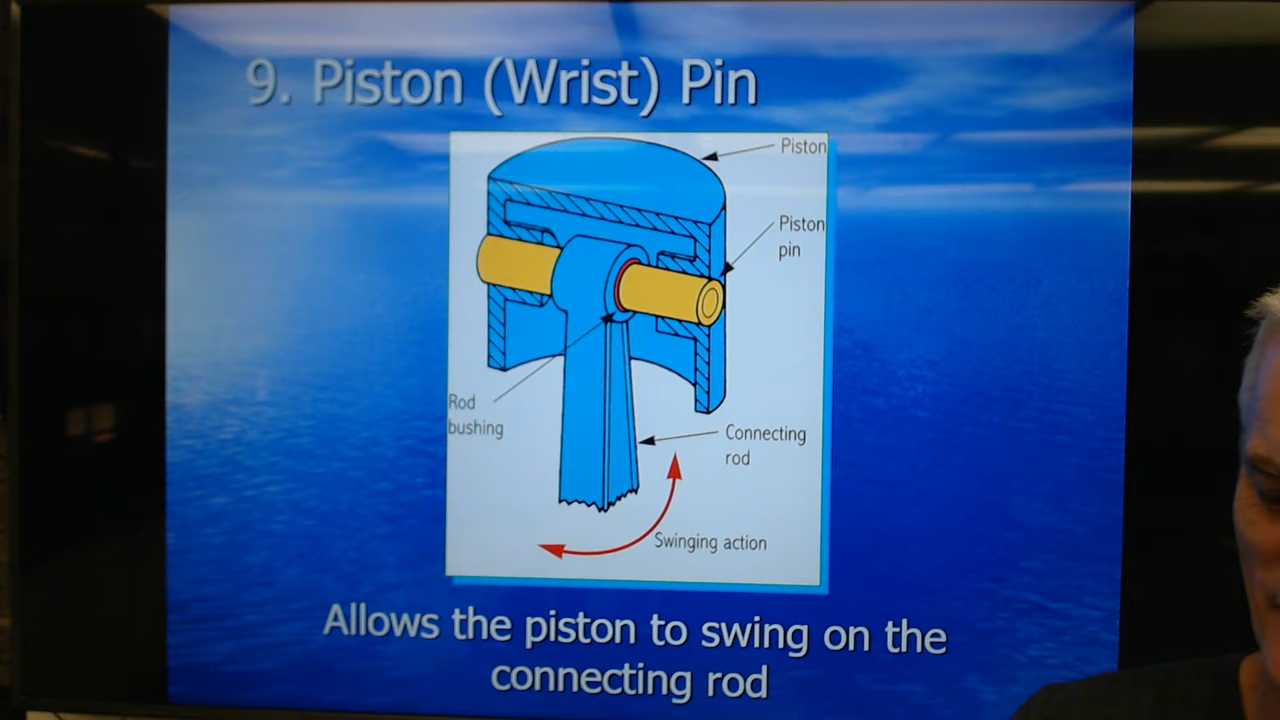 9. Piston (Wrist) Pin
Piston
Piston
pin
Rod
bushing
Connecting
rod
Swinging action
Allows the piston to swing on the
connecting rod